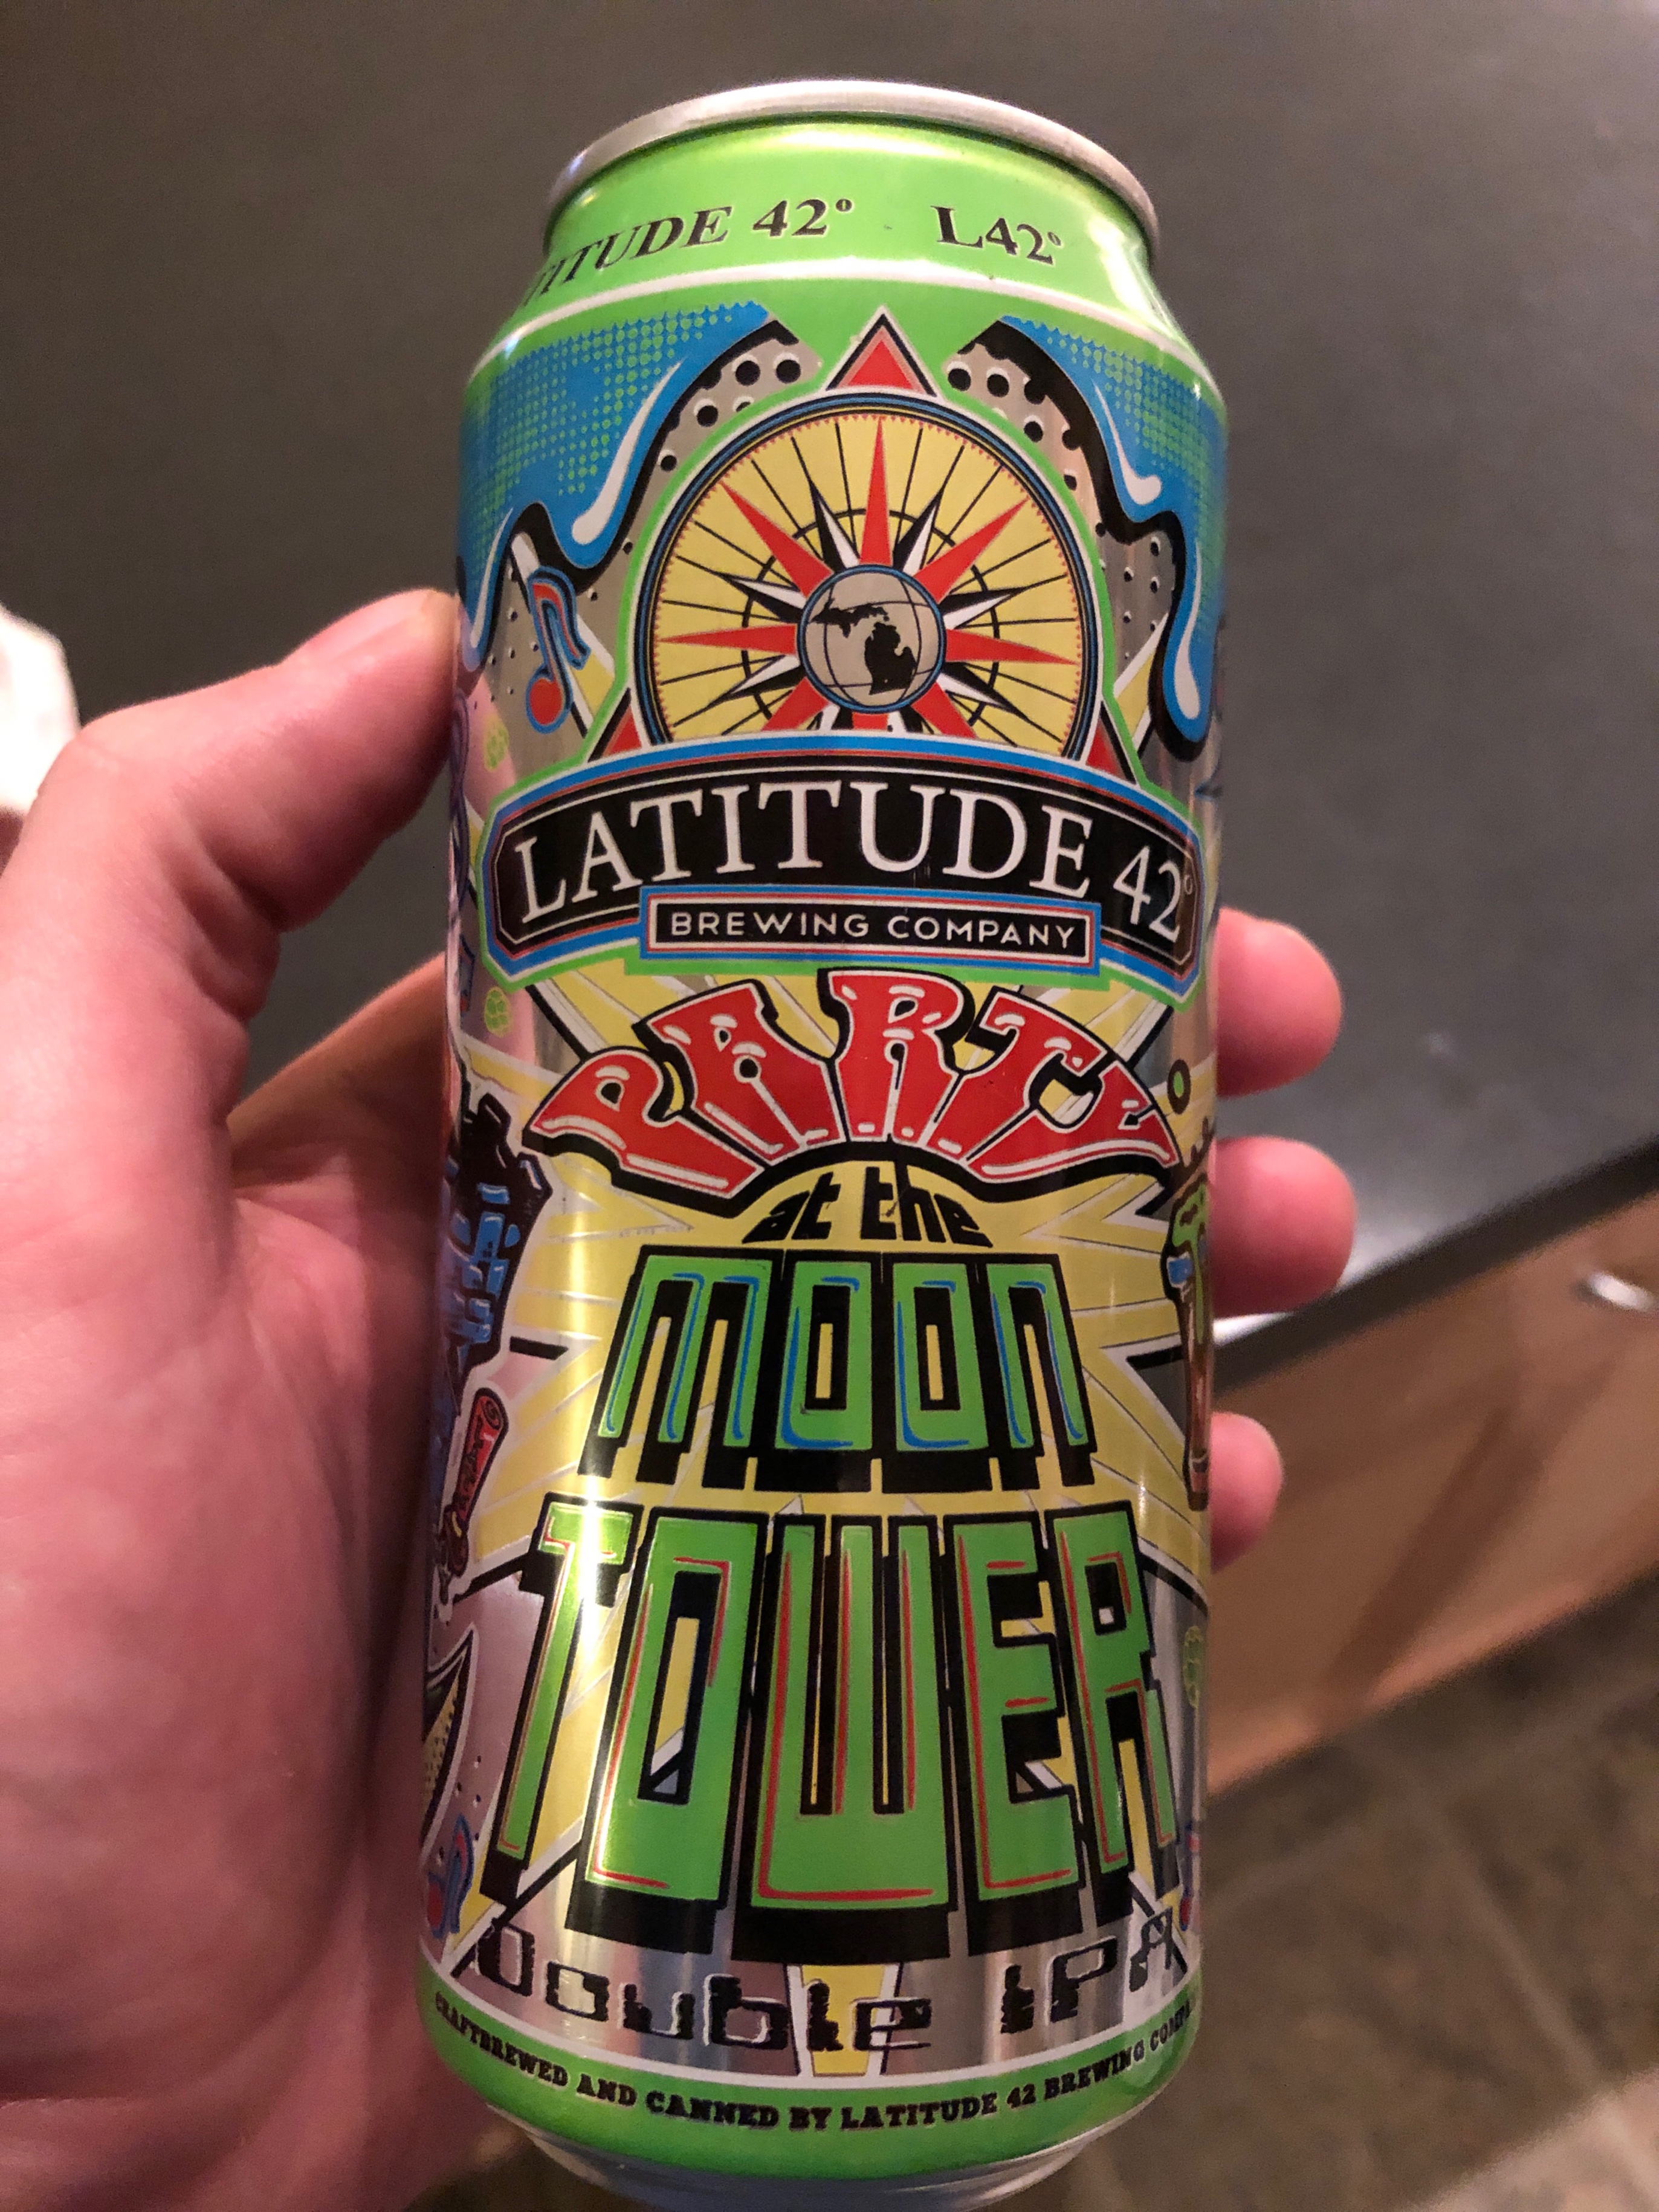 TITUDE 42° L42°
LATITUDE 42°
BREWING COMPANY
PARTY
at the
MOON
TOWER
Double IPA
CRAFTBREWED AND CANNED BY LATITUDE 42 BREWING COMPA